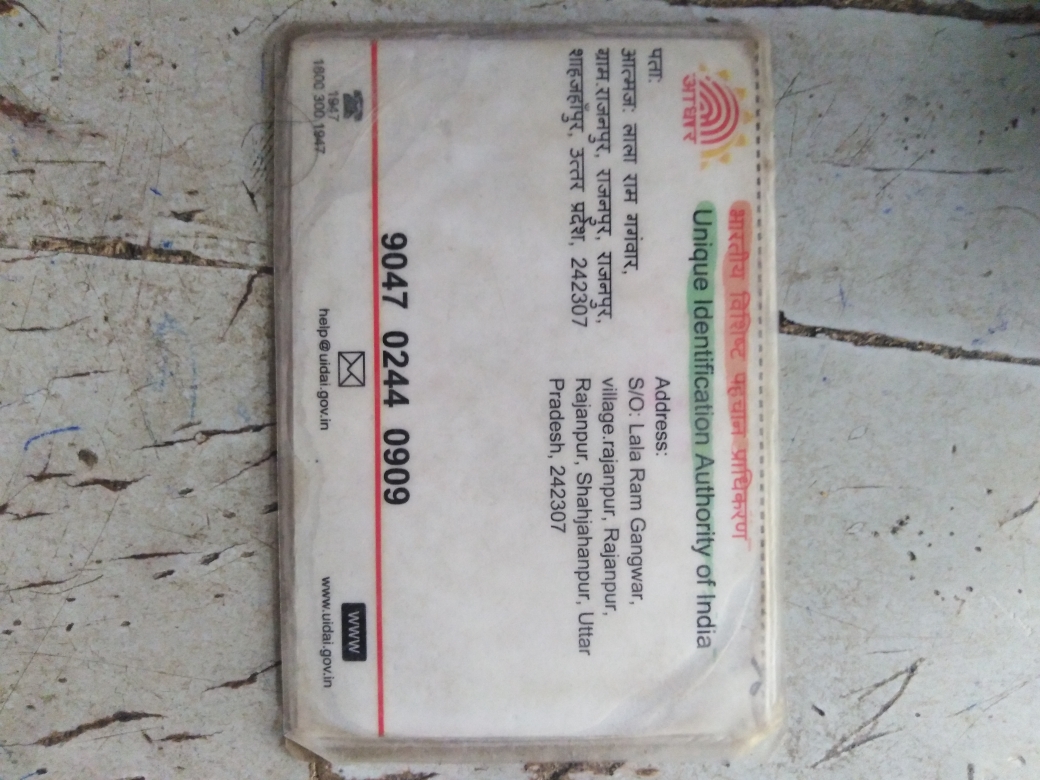 भारतीय विशिष्ट पहचान प्राधिकरण
Unique Identification Authority of India
आधार
पता:
आत्मज: लाला राम गगंवार,
ग्राम.राजनपुर, राजनपुर, राजनपुर,
शाहजहाँपुर, उत्तर प्रदेश, 242307
Address:
S/O: Lala Ram Gangwar,
village.rajanpur, Rajanpur,
Rajanpur, Shahjahanpur, Uttar
Pradesh, 242307
9047 0244 0909
1947
1800 300 1947
help@uidai.gov.in
WWW
www.uidai.gov.in